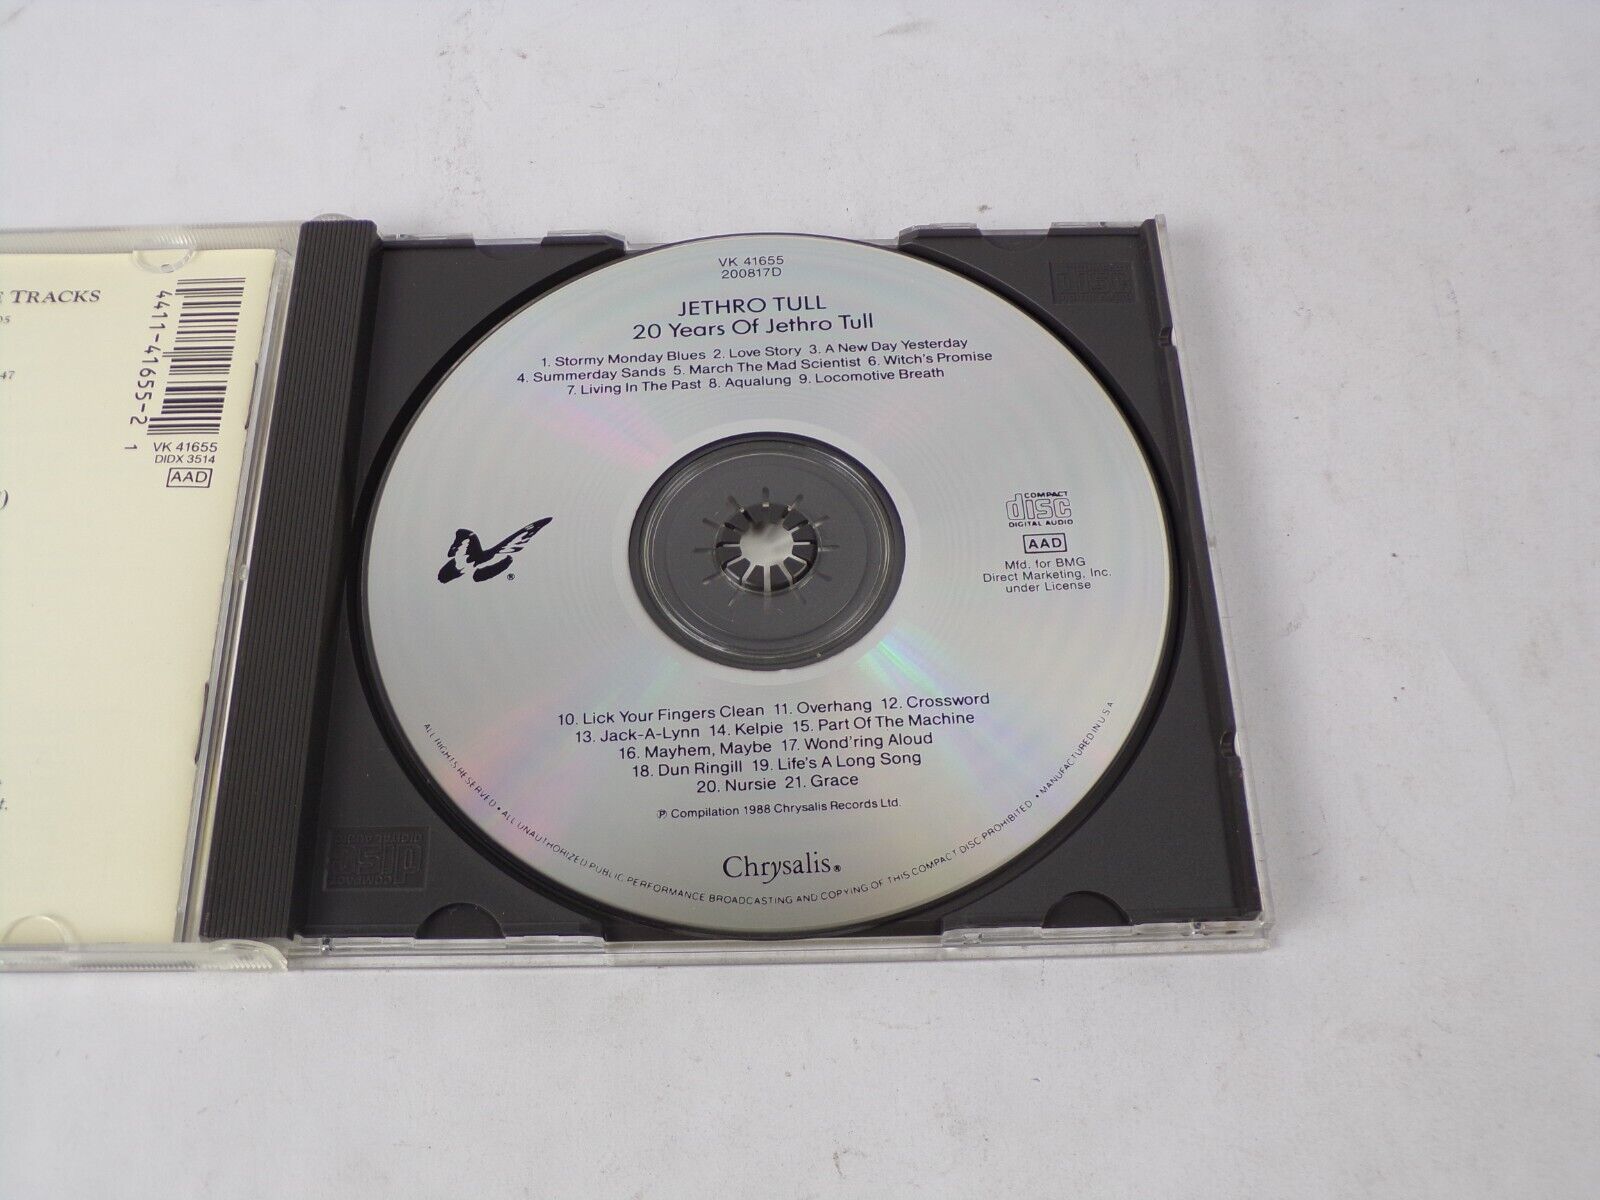 E TRACKS
os
47
4411-41655-2
1
VK 41655
DIDX 3514
AAD
t.
VK 41655
200817D
JETHRO TULL
20 Years Of Jethro Tull
1. Stormy Monday Blues 2. Love Story 3. A New Day Yesterday
4. Summerday Sands 5. March The Mad Scientist 6. Witch's Promise
7. Living In The Past 8. Aqualung 9. Locomotive Breath
COMPACT
disc
DIGITAL AUDIO
AAD
Mfd. for BMG
Direct Marketing, Inc.
under License
10. Lick Your Fingers Clean 11. Overhang 12. Crossword
13. Jack-A-Lynn 14. Kelpie 15. Part Of The Machine
16. Mayhem, Maybe 17. Wond'ring Aloud
18. Dun Ringill 19. Life's A Long Song
20. Nursie 21. Grace
℗ Compilation 1988 Chrysalis Records Ltd.
Chrysalis®
ALL RIGHTS RESERVED • ALL UNAUTHORIZED PUBLIC PERFORMANCE BROADCASTING AND COPYING OF THIS COMPACT DISC PROHIBITED • MANUFACTURED IN U.S.A.
COMPACT
disc
DIGITAL AUDIO